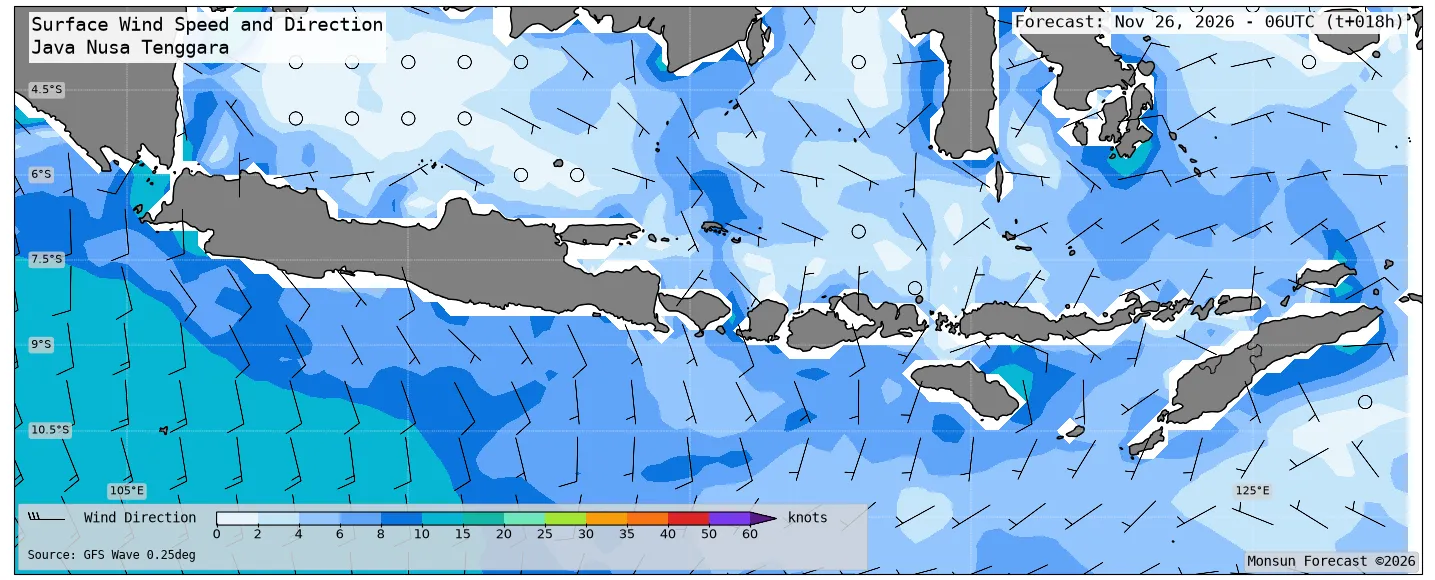 Surface Wind Speed and Direction
Java Nusa Tenggara
Forecast: Nov 26, 2026 - 06UTC (t+018h)
4.5°S
6°S
7.5°S
9°S
10.5°S
105°E
125°E
Wind Direction
0 2 4 6 8 10 15 20 25 30 35 40 50 60
knots
Source: GFS Wave 0.25deg
Monsun Forecast ©2026